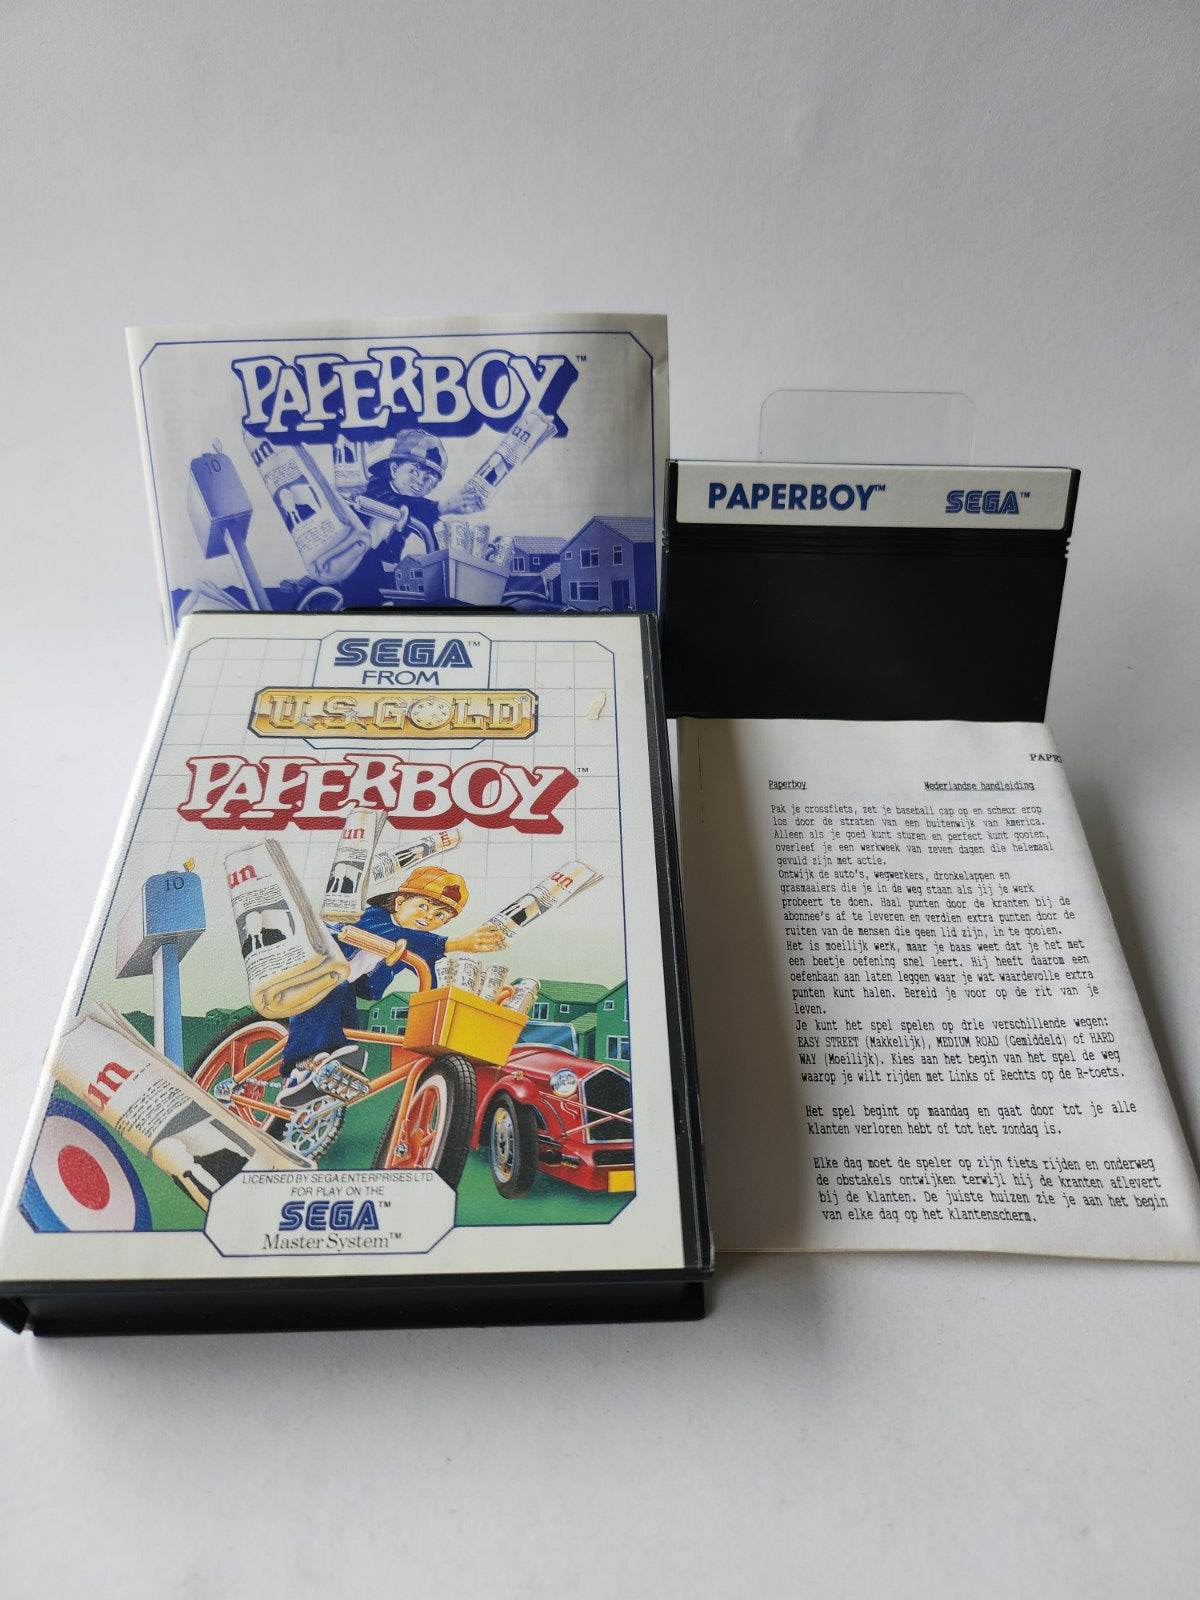 PAPERBOY™
10
un
un
PAPERBOY™ SEGA™
SEGA™
FROM
U.S. GOLD®
PAPERBOY™
10
un
un
sun
un
un
LICENSED BY SEGA ENTERPRISES LTD.
FOR PLAY ON THE
SEGA™
Master System™
Paperboy Nederlandse handleiding
Pak je crossfiets, zet je baseball cap op en scheur erop
los door de straten van een buitenwijk van America.
Alleen als je goed kunt sturen en perfect kunt gooien,
overleef je een werkweek van zeven dagen die helemaal
gevuld zijn met actie.
Ontwijk de auto's, wegwerkers, dronkelappen en
grasmaaiers die je in de weg staan als jij je werk
probeert te doen. Haal punten door de kranten bij de
abonnee's af te leveren en verdien extra punten door de
ruiten van de mensen die geen lid zijn, in te gooien.
Het is moeilijk werk, maar je baas weet dat je het met
een beetje oefening snel leert. Hij heeft daarom een
oefenbaan aan laten leggen waar je wat waardevolle extra
punten kunt halen. Bereid je voor op de rit van je
leven.
Je kunt het spel spelen op drie verschillende wegen:
EASY STREET (Makkelijk), MEDIUM ROAD (Gemiddeld) of HARD
WAY (Moeilijk). Kies aan het begin van het spel de weg
waarop je wilt rijden met Links of Rechts op de R-toets.
Het spel begint op maandag en gaat door tot je alle
klanten verloren hebt of tot het zondag is.
Elke dag moet de speler op zijn fiets rijden en onderweg
de obstakels ontwijken terwijl hij de kranten aflevert
bij de klanten. De juiste huizen zie je aan het begin
van elke dag op het klantenscherm.